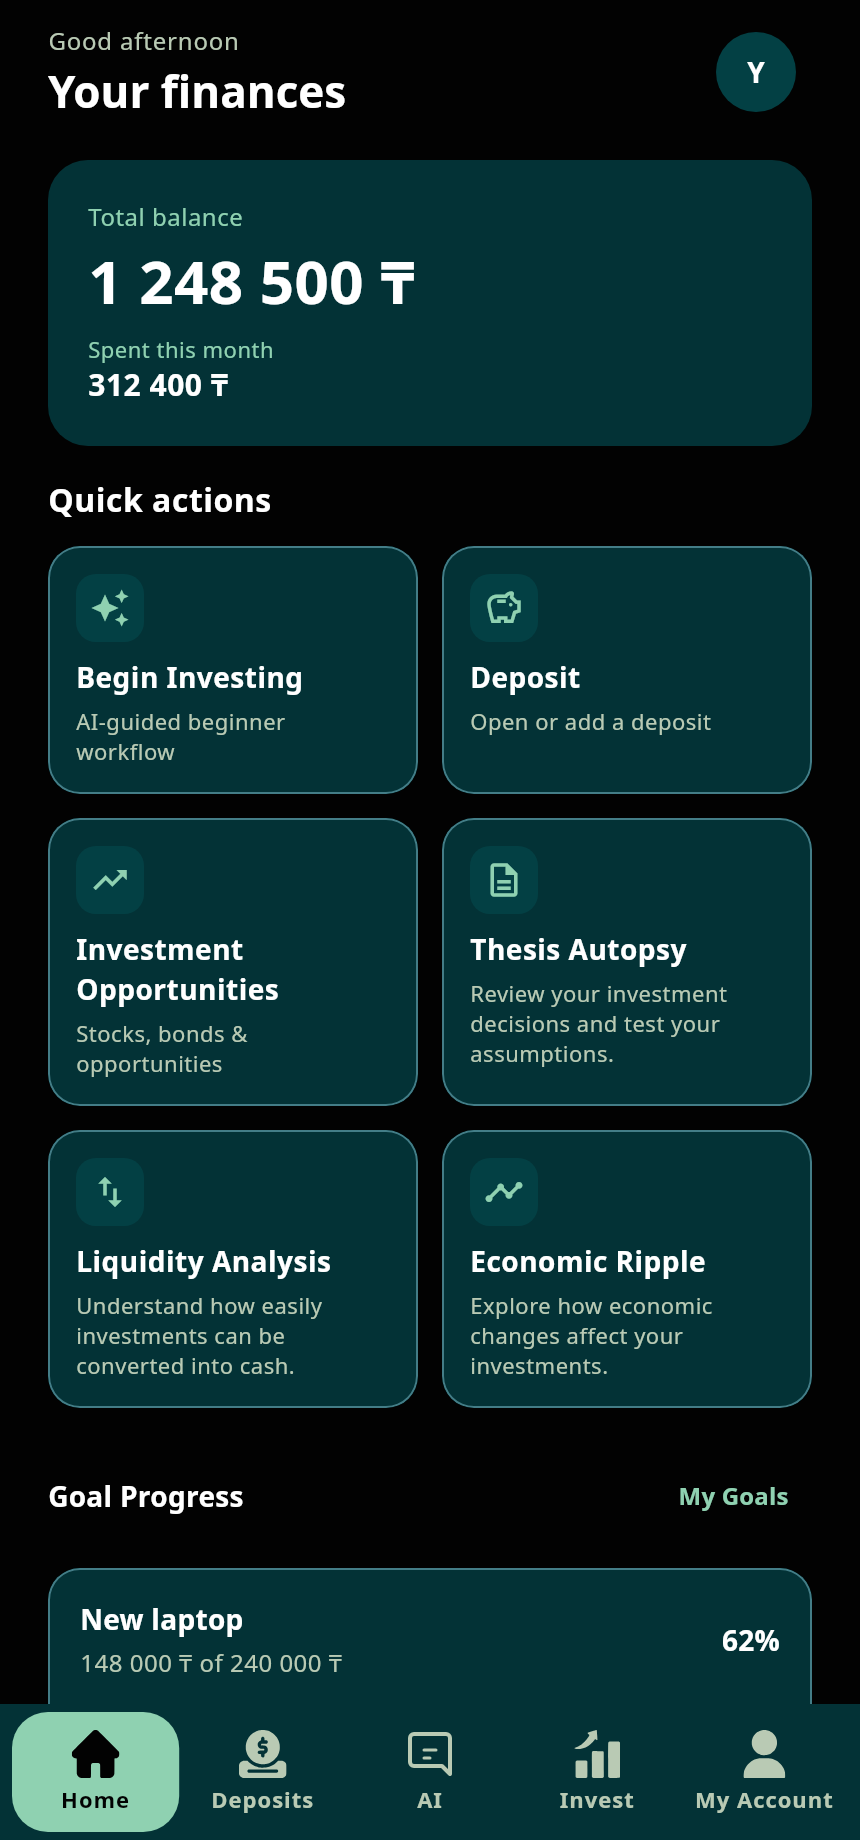 Good afternoon
Your finances
Y
Total balance
1 248 500 ₸
Spent this month
312 400 ₸
Quick actions
Begin Investing
AI-guided beginner
workflow
Deposit
Open or add a deposit
Investment
Opportunities
Stocks, bonds &
opportunities
Thesis Autopsy
Review your investment
decisions and test your
assumptions.
Liquidity Analysis
Understand how easily
investments can be
converted into cash.
Economic Ripple
Explore how economic
changes affect your
investments.
Goal Progress
My Goals
New laptop
148 000 ₸ of 240 000 ₸
62%
$
Home
Deposits
AI
Invest
My Account